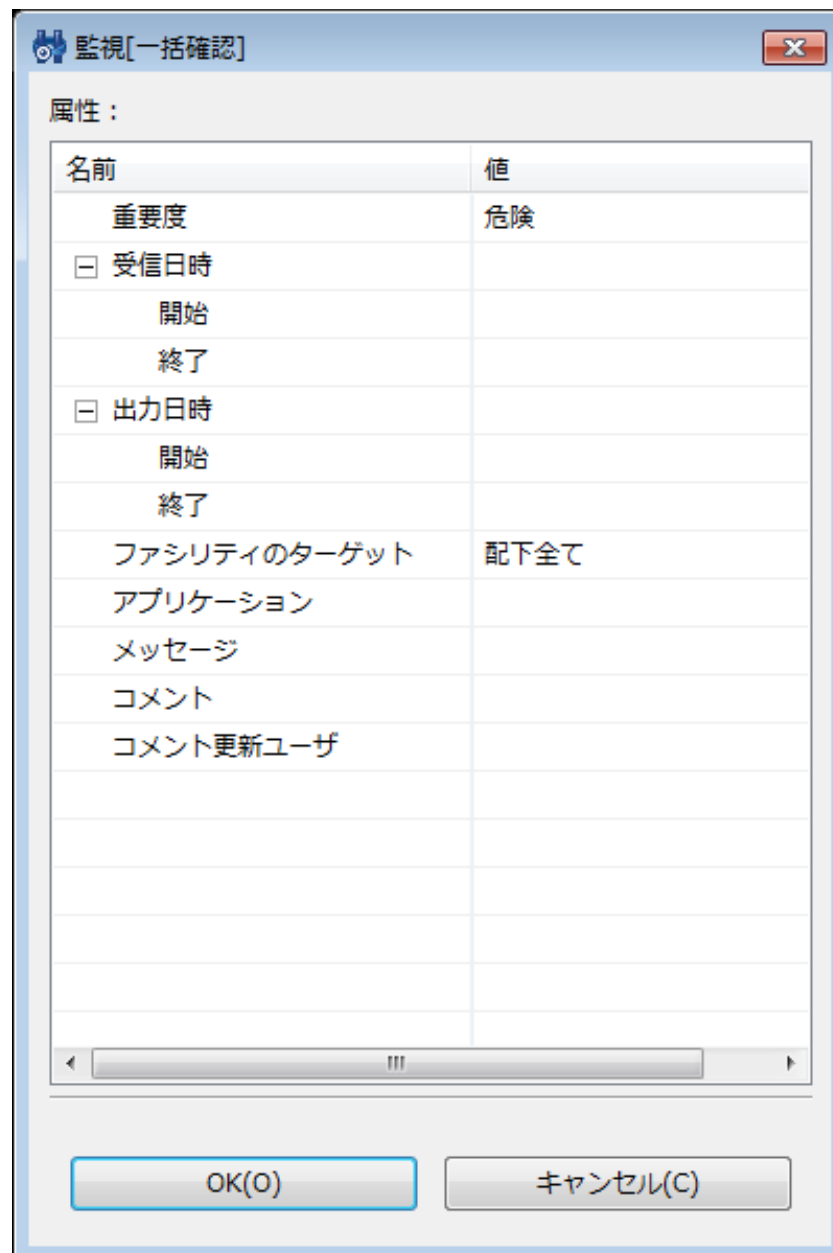 監視[一括確認]
属性：
名前 値
重要度 危険
受信日時
開始
終了
出力日時
開始
終了
ファシリティのターゲット 配下全て
アプリケーション
メッセージ
コメント
コメント更新ユーザ
OK(O) キャンセル(C)